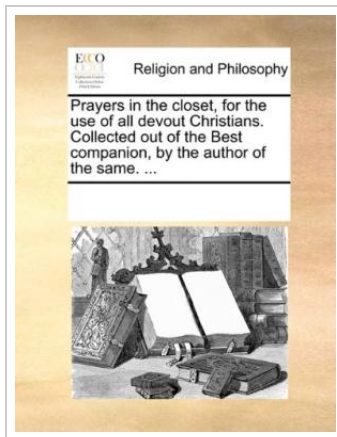 ECCO
Religion and Philosophy
Prayers in the closet, for the
use of all devout Christians.
Collected out of the Best
companion, by the author of
the same. ...